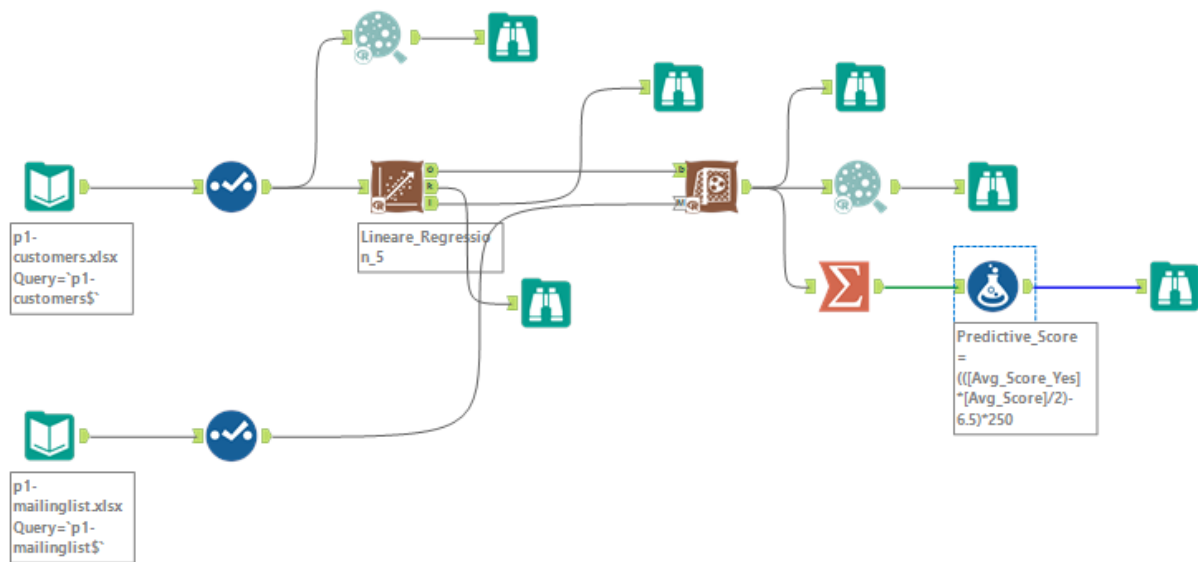 p1-
customers.xlsx
Query=`p1-
customers$`
Lineare_Regressio
n_5
O
R
I
D
M
R
R
R
R
Predictive_Score
=
(([Avg_Score_Yes]
*[Avg_Score]/2)-
6.5)*250
p1-
mailinglist.xlsx
Query=`p1-
mailinglist$`